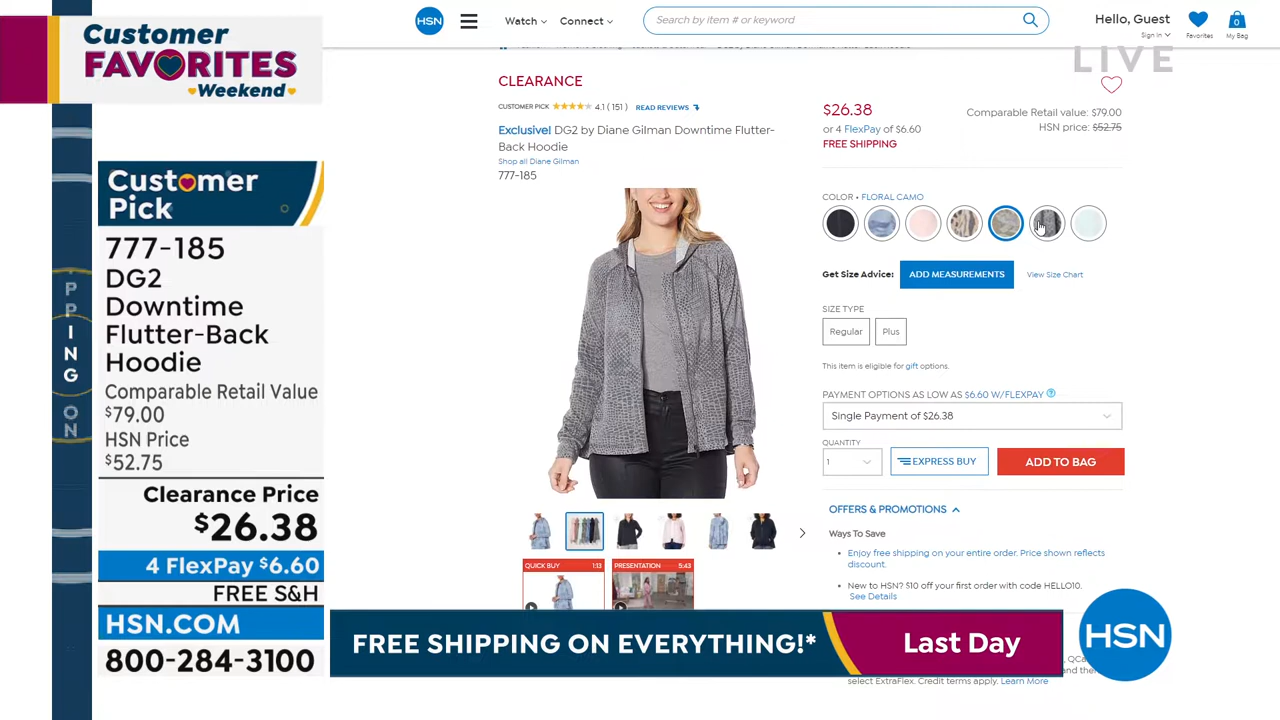 Customer
FAVORITES
Weekend
P
P
I
N
G
O
N
Customer
Pick
777-185
DG2
Downtime
Flutter-Back
Hoodie
Comparable Retail Value
$79.00
HSN Price
$52.75
Clearance Price
$26.38
4 FlexPay $6.60
FREE S&H
HSN.COM
800-284-3100
HSN
Watch
Connect
Search by item # or keyword
Hello, Guest
Sign in
Favorites
0
My Bag
LIVE
CLEARANCE
CUSTOMER PICK 4.1 ( 151 ) READ REVIEWS
Exclusive! DG2 by Diane Gilman Downtime Flutter-
Back Hoodie
Shop all Diane Gilman
777-185
$26.38
or 4 FlexPay of $6.60
FREE SHIPPING
Comparable Retail value: $79.00
HSN price: $52.75
COLOR • FLORAL CAMO
Get Size Advice: ADD MEASUREMENTS View Size Chart
SIZE TYPE
Regular Plus
This item is eligible for gift options.
PAYMENT OPTIONS AS LOW AS $6.60 W/FLEXPAY ?
Single Payment of $26.38
QUANTITY
1 EXPRESS BUY ADD TO BAG
OFFERS & PROMOTIONS
Ways To Save
• Enjoy free shipping on your entire order. Price shown reflects
discount.
• New to HSN? $10 off your first order with code HELLO10.
See Details
QUICK BUY 1:13
PRESENTATION 5:43
FREE SHIPPING ON EVERYTHING!* Last Day
HSN
select ExtraFlex. Credit terms apply. Learn More